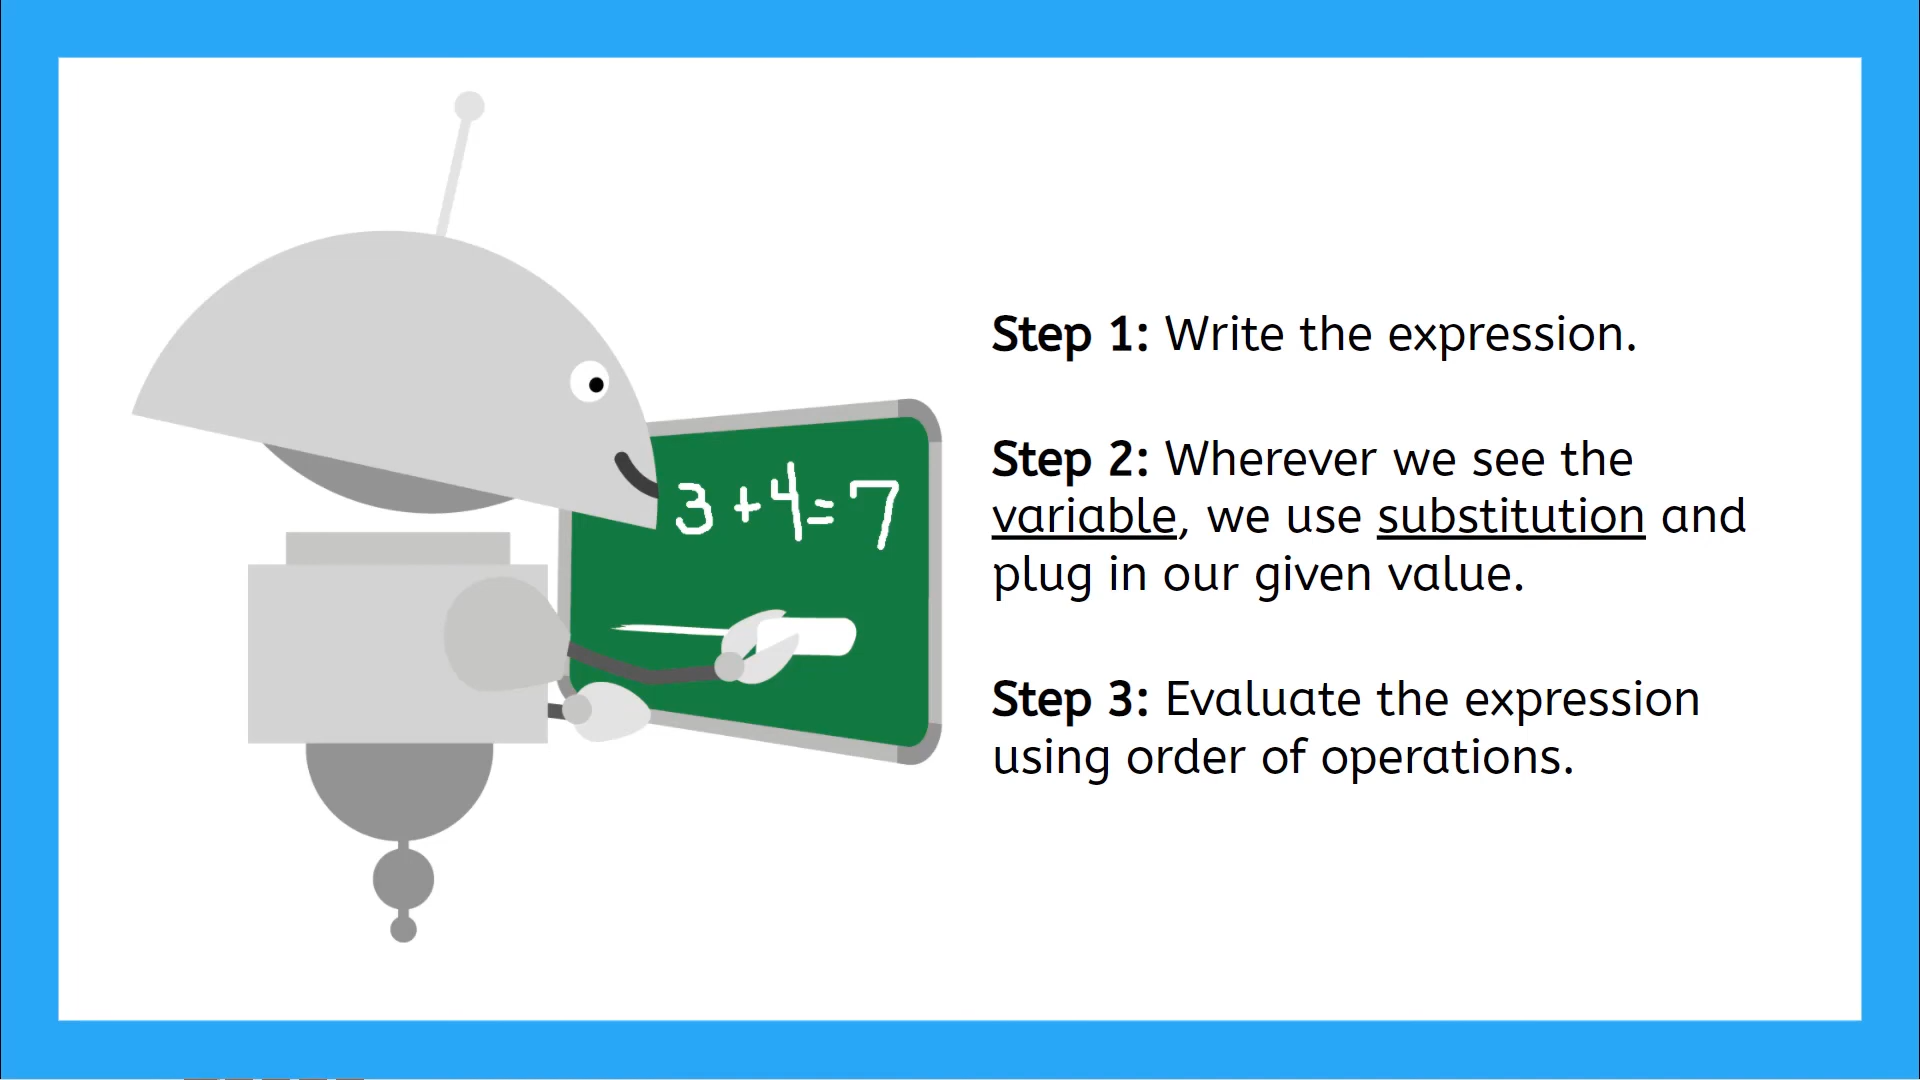 3+4=7
Step 1: Write the expression.
Step 2: Wherever we see the
variable, we use substitution and
plug in our given value.
Step 3: Evaluate the expression
using order of operations.